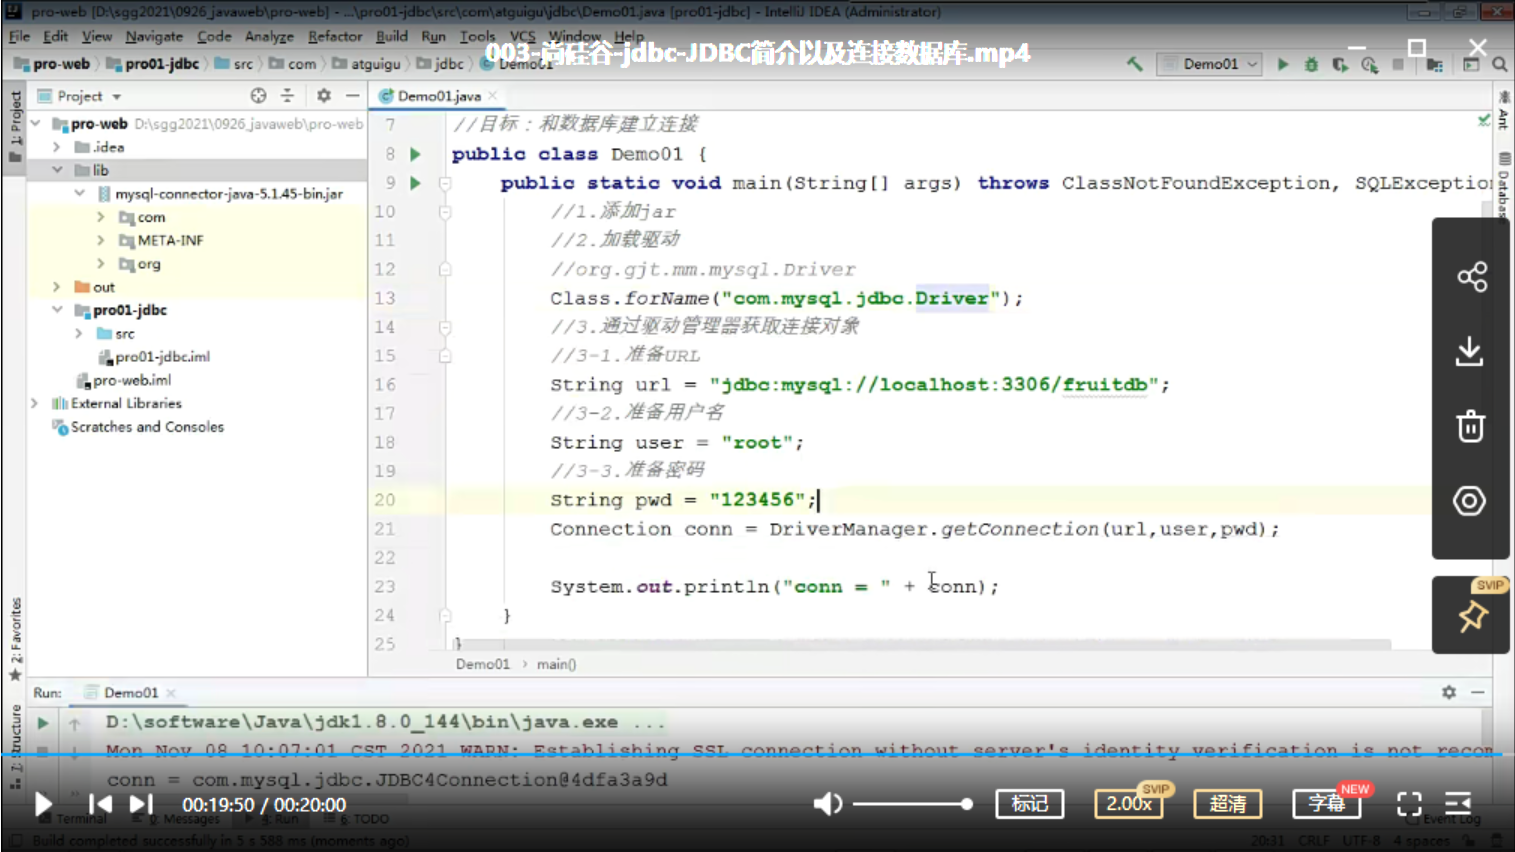 pro-web [D:\sgg2021\0926_javaweb\pro-web] - ...\pro01-jdbc\src\com\atguigu\jdbc\Demo01.java [pro01-jdbc] - IntelliJ IDEA (Administrator)
File Edit View Navigate Code Analyze Refactor Build Run Tools VCS Window Help
003-尚硅谷-jdbc-JDBC简介以及连接数据库.mp4
pro-web pro01-jdbc src com atguigu jdbc Demo01 Demo01
Project Demo01.java
1: Project
Ant
Database
pro-web D:\sgg2021\0926_javaweb\pro-web
.idea
lib
mysql-connector-java-5.1.45-bin.jar
com
META-INF
org
out
pro01-jdbc
src
pro01-jdbc.iml
pro-web.iml
External Libraries
Scratches and Consoles
7 //目标：和数据库建立连接
8 public class Demo01 {
9 public static void main(String[] args) throws ClassNotFoundException, SQLException
10 //1.添加jar
11 //2.加载驱动
12 //org.gjt.mm.mysql.Driver
13 Class.forName("com.mysql.jdbc.Driver");
14 //3.通过驱动管理器获取连接对象
15 //3-1.准备URL
16 String url = "jdbc:mysql://localhost:3306/fruitdb";
17 //3-2.准备用户名
18 String user = "root";
19 //3-3.准备密码
20 String pwd = "123456";
21 Connection conn = DriverManager.getConnection(url,user,pwd);
22
23 System.out.println("conn = " + conn);
24 }
25 }
Demo01 › main()
SVIP
2: Favorites
7: Structure
Run: Demo01
D:\software\Java\jdk1.8.0_144\bin\java.exe ...
Mon Nov 08 10:07:01 CST 2021 WARN: Establishing SSL connection without server's identity verification is not recom
conn = com.mysql.jdbc.JDBC4Connection@4dfa3a9d
00:19:50 / 00:20:00 标记 2.00x SVIP 超清 字幕 NEW
Terminal 0: Messages 4: Run 6: TODO Event Log
Build completed successfully in 5 s 588 ms (moments ago) 20:31 CRLF UTF-8 4 spaces